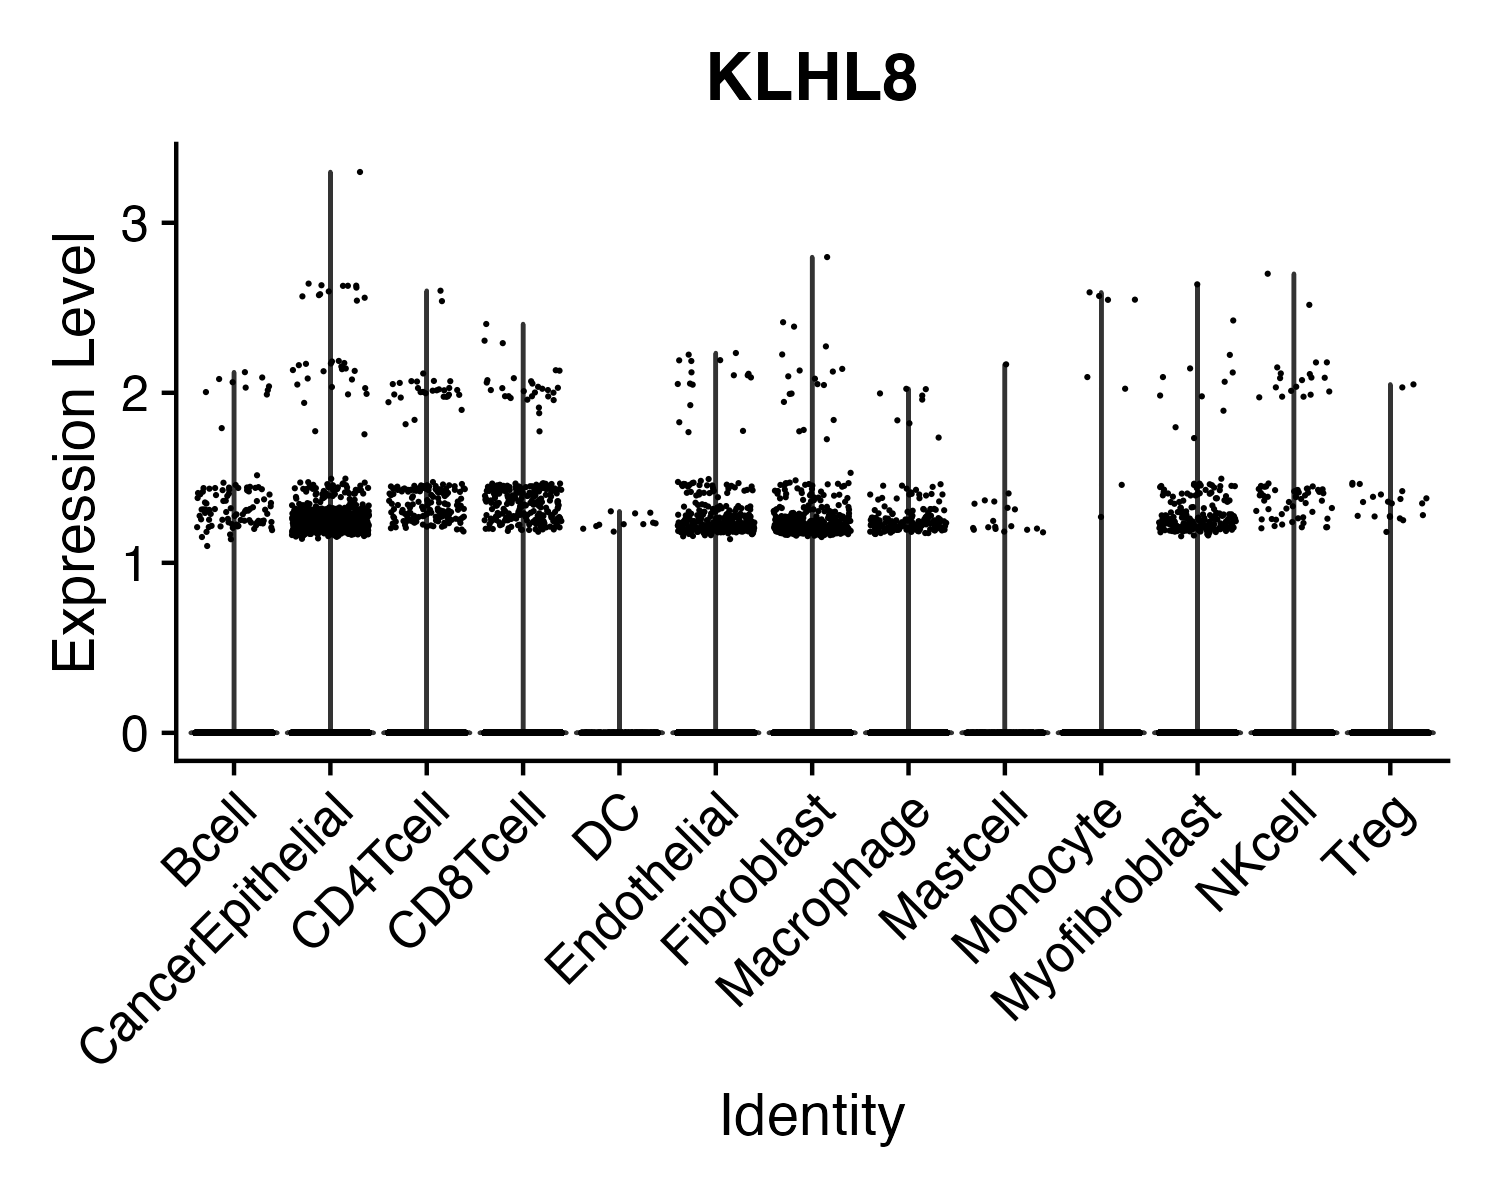 KLHL8
Expression Level
3
2
1
0
Bcell
CancerEpithelial
CD4Tcell
CD8Tcell
DC
Endothelial
Fibroblast
Macrophage
Mastcell
Monocyte
Myofibroblast
NKcell
Treg
Identity